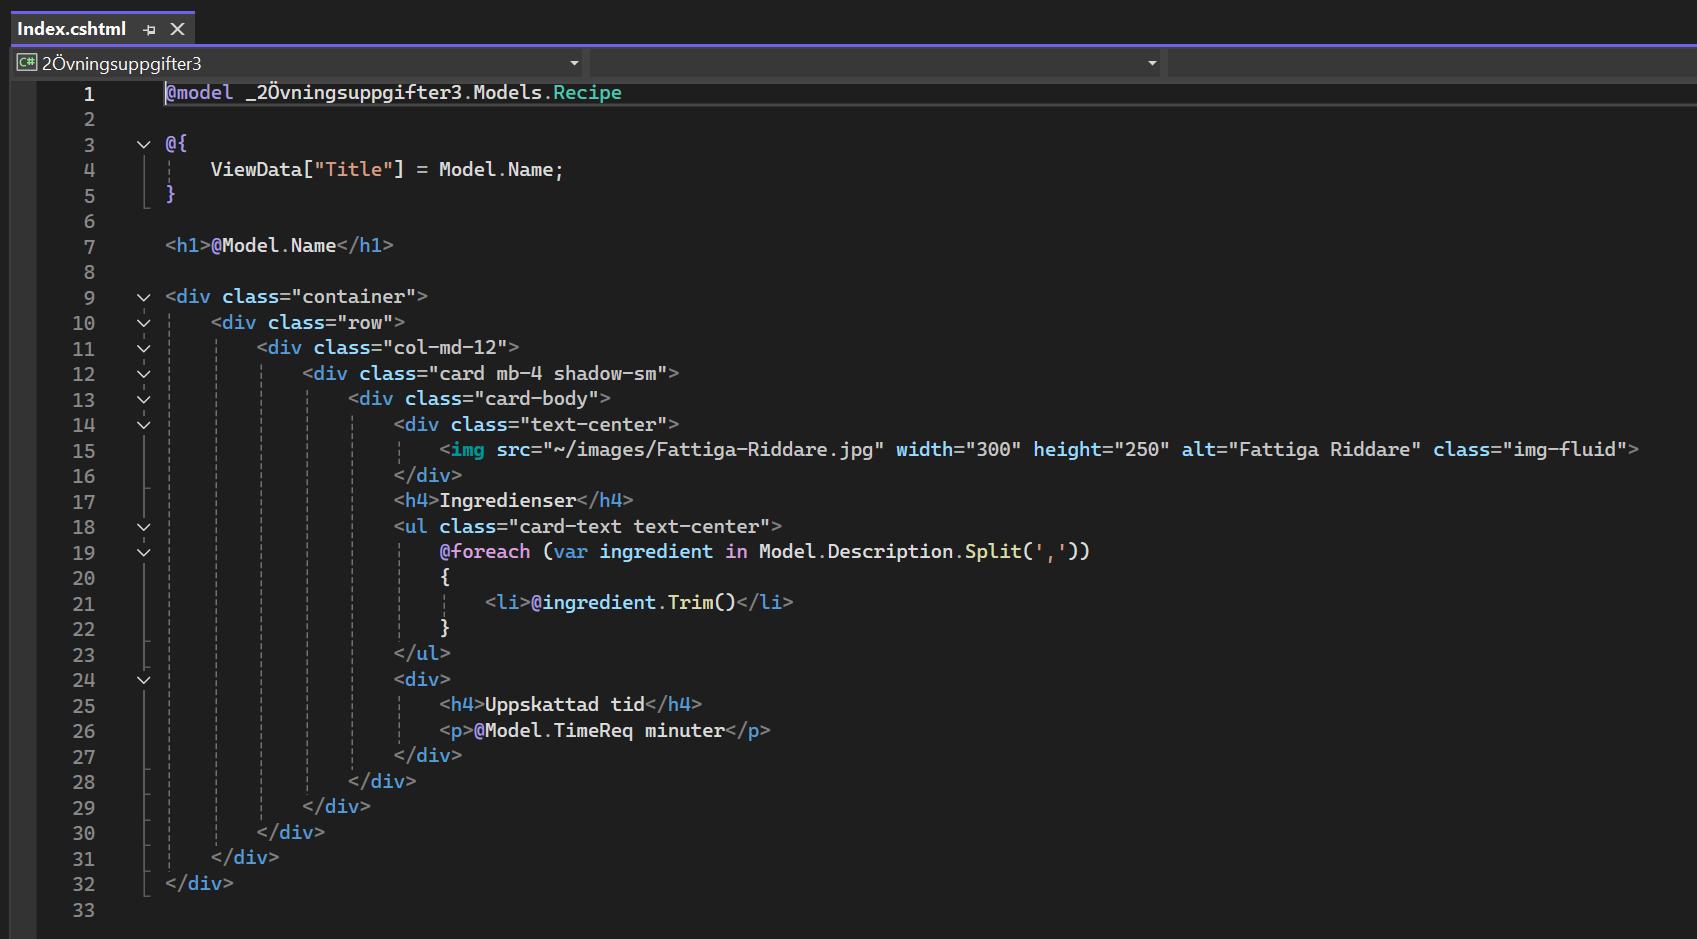 Index.cshtml
C# 2Övningsuppgifter3
1 @model _2Övningsuppgifter3.Models.Recipe
2
3 @{
4 ViewData["Title"] = Model.Name;
5 }
6
7 <h1>@Model.Name</h1>
8
9 <div class="container">
10 <div class="row">
11 <div class="col-md-12">
12 <div class="card mb-4 shadow-sm">
13 <div class="card-body">
14 <div class="text-center">
15 <img src="~/images/Fattiga-Riddare.jpg" width="300" height="250" alt="Fattiga Riddare" class="img-fluid">
16 </div>
17 <h4>Ingredienser</h4>
18 <ul class="card-text text-center">
19 @foreach (var ingredient in Model.Description.Split(','))
20 {
21 <li>@ingredient.Trim()</li>
22 }
23 </ul>
24 <div>
25 <h4>Uppskattad tid</h4>
26 <p>@Model.TimeReq minuter</p>
27 </div>
28 </div>
29 </div>
30 </div>
31 </div>
32 </div>
33